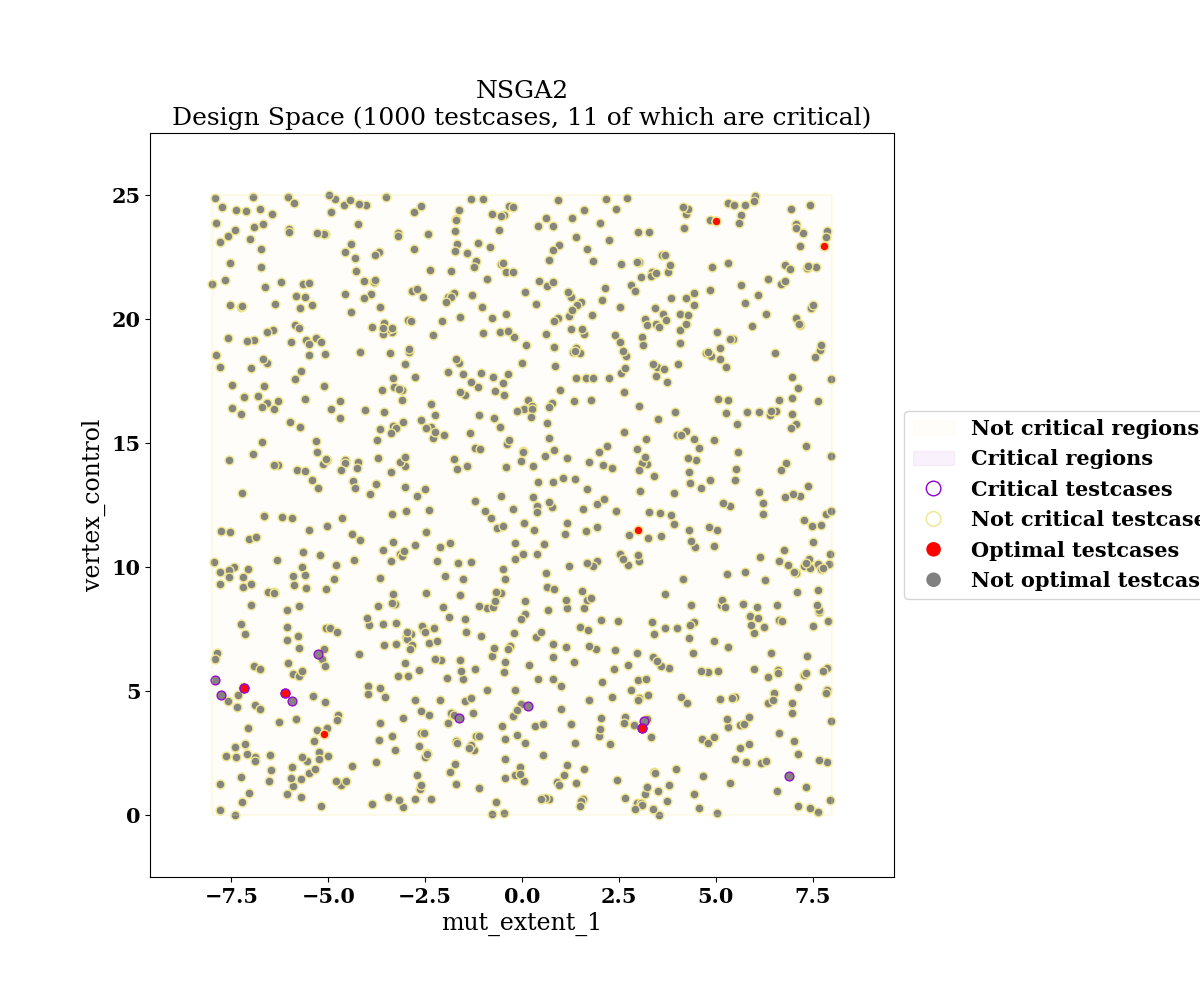 NSGA2
Design Space (1000 testcases, 11 of which are critical)
vertex_control
25
20
15
10
5
0
−7.5 −5.0 −2.5 0.0 2.5 5.0 7.5
mut_extent_1
Not critical regions
Critical regions
Critical testcases
Not critical testcase
Optimal testcases
Not optimal testcas